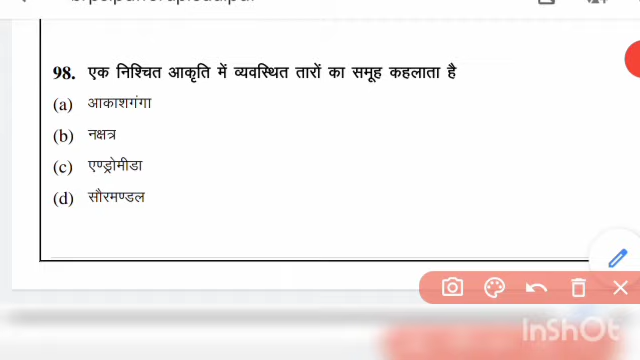 98. एक निश्चित आकृति में व्यवस्थित तारों का समूह कहलाता है
(a) आकाशगंगा
(b) नक्षत्र
(c) एण्ड्रोमीडा
(d) सौरमण्डल
InShOt